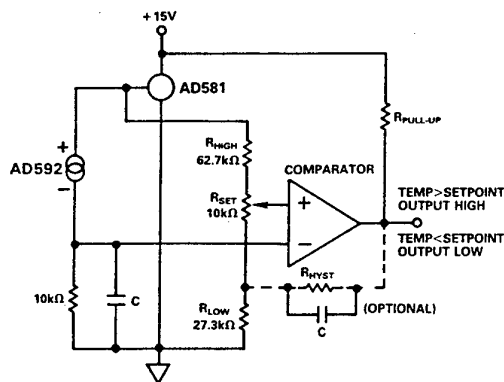 +15V
AD581
AD592
+
−
RHIGH
62.7kΩ
RPULL-UP
COMPARATOR
RSET
10kΩ
+
−
TEMP>SETPOINT
OUTPUT HIGH
TEMP<SETPOINT
OUTPUT LOW
RHYST
(OPTIONAL)
C
10kΩ
C
RLOW
27.3kΩ